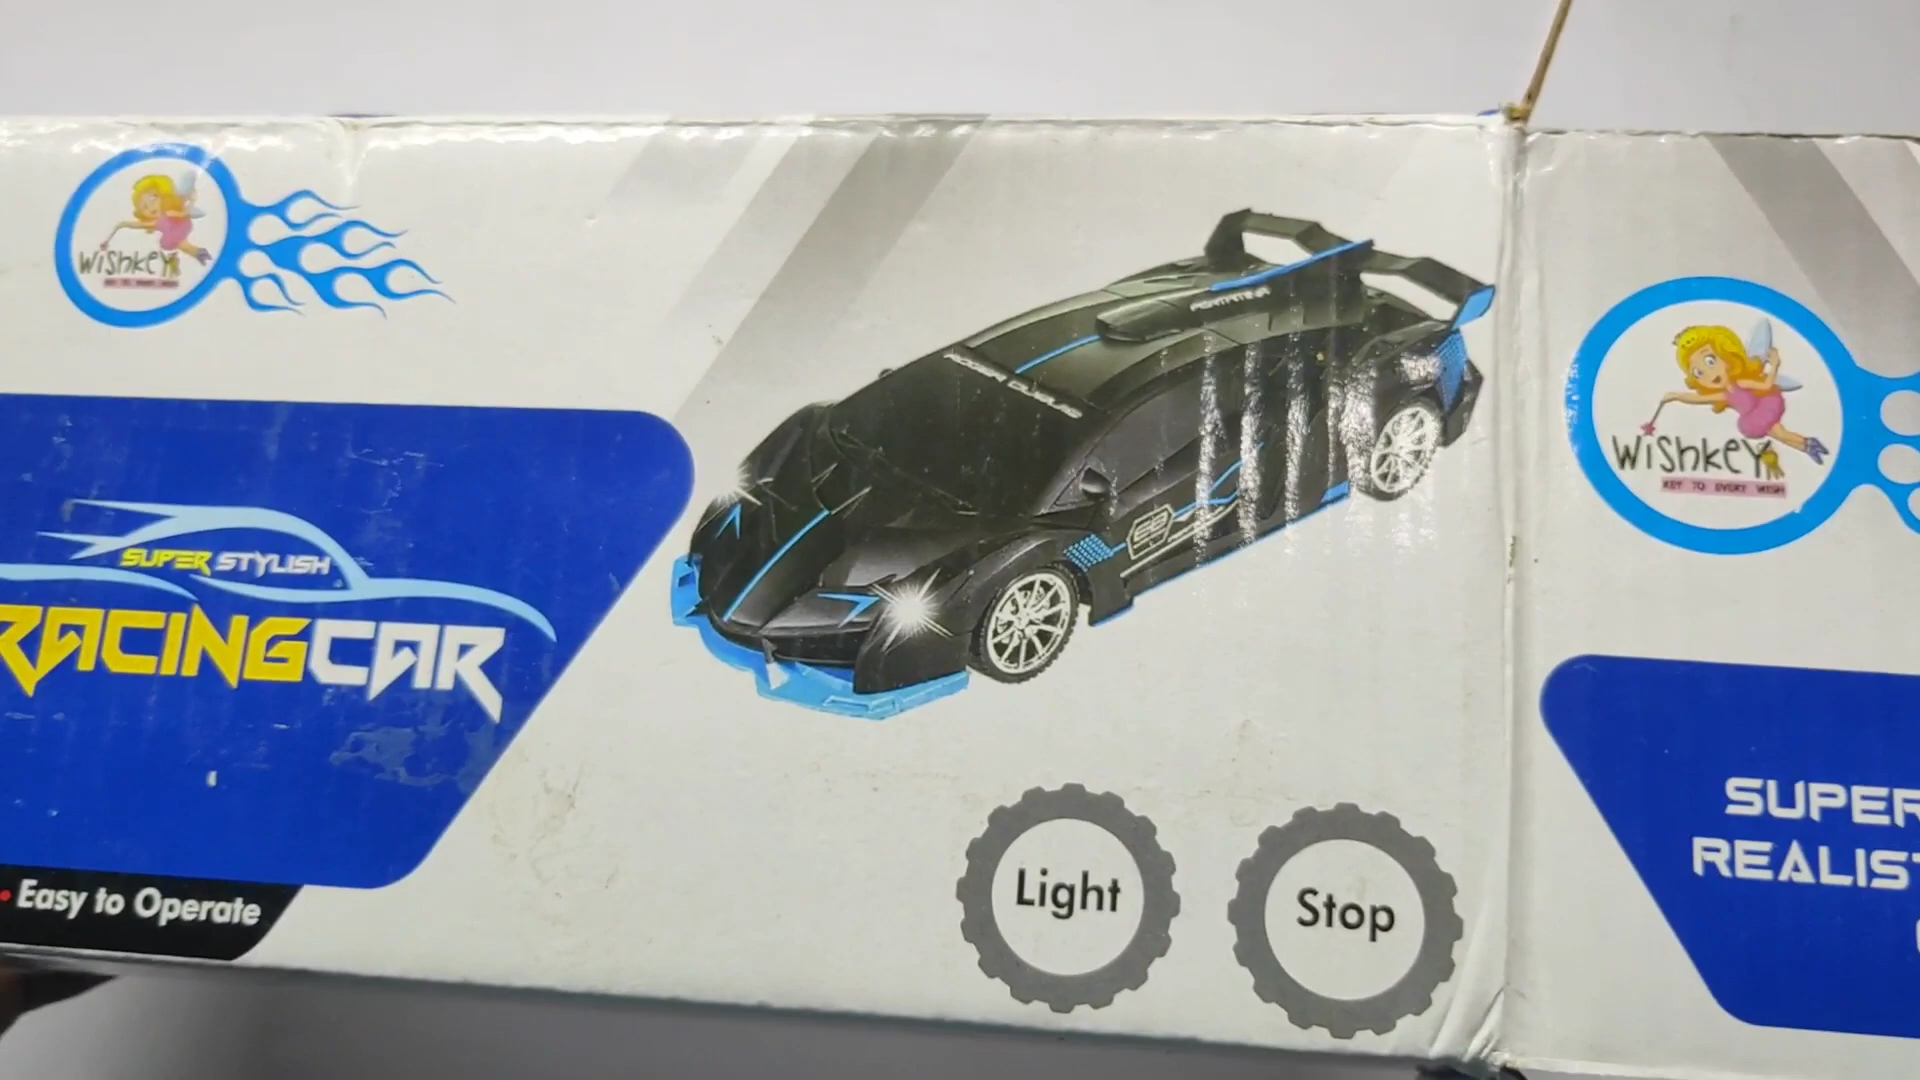 WishkeY
SUPER STYLISH
RACINGCAR
• Easy to Operate
Light
Stop
WishkeY
KEY TO EVERY WISH
SUPER
REALIST